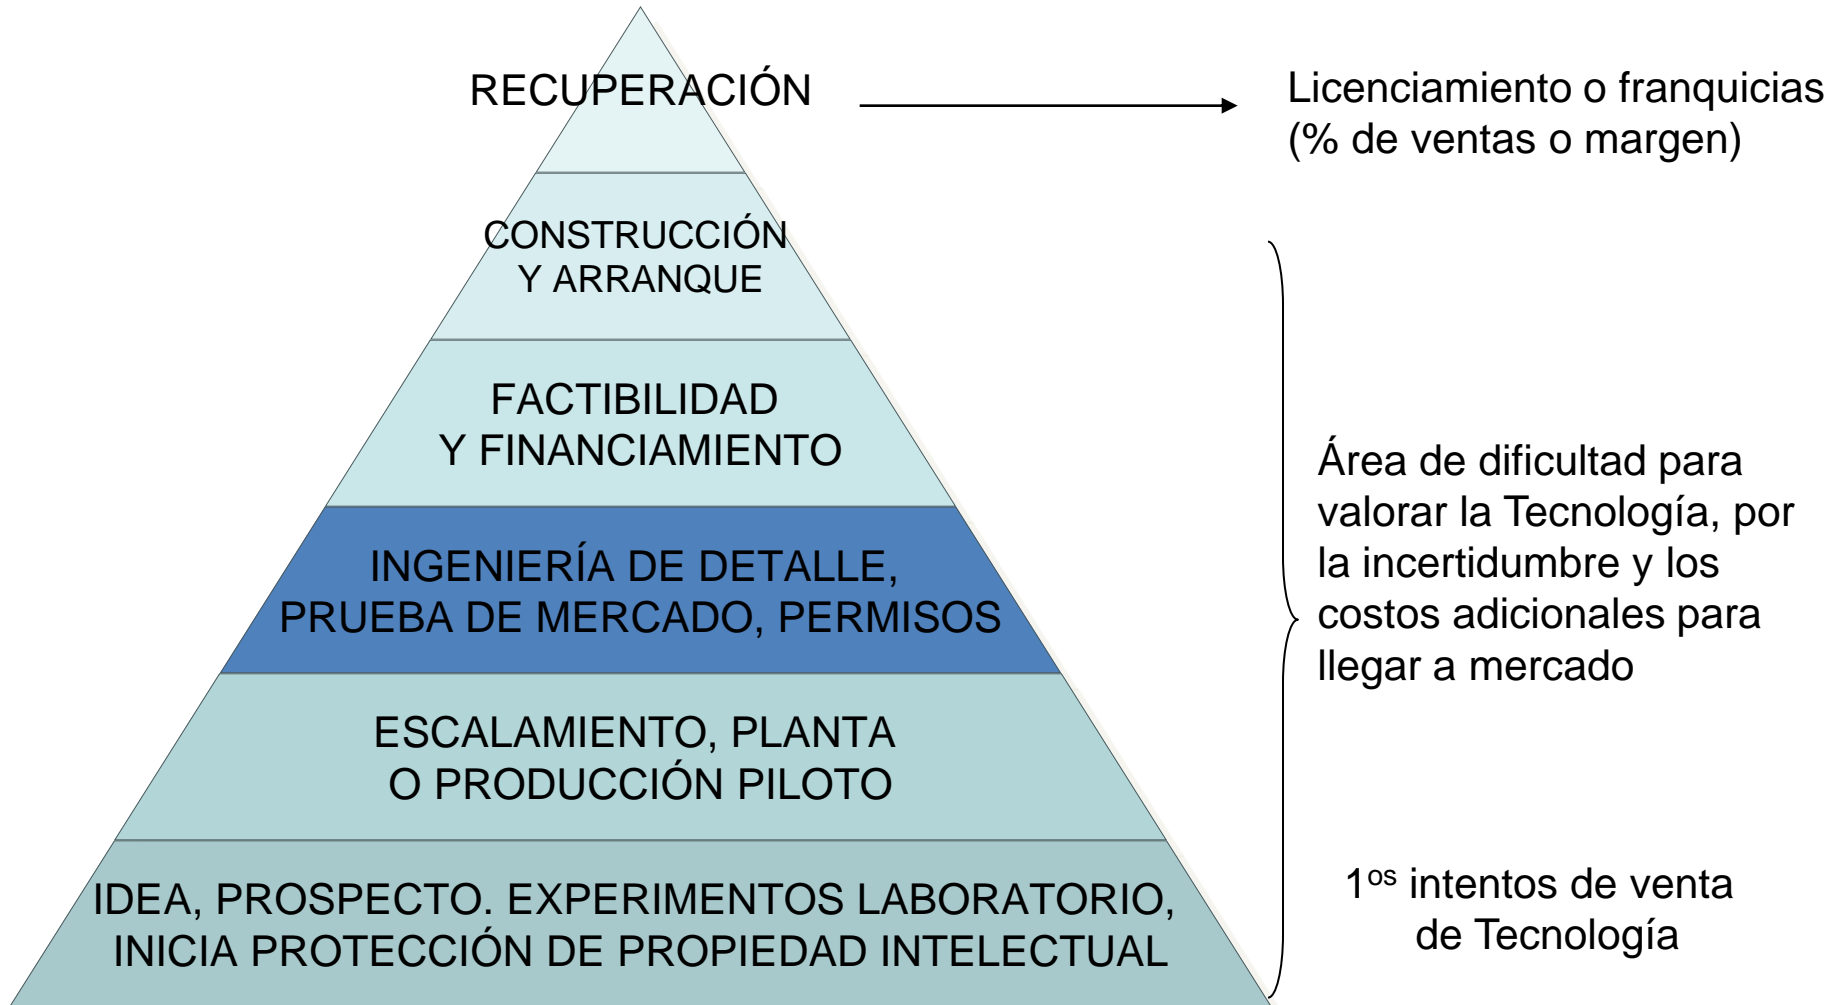 RECUPERACIÓN
Licenciamiento o franquicias
(% de ventas o margen)
CONSTRUCCIÓN
Y ARRANQUE
FACTIBILIDAD
Y FINANCIAMIENTO
INGENIERÍA DE DETALLE,
PRUEBA DE MERCADO, PERMISOS
ESCALAMIENTO, PLANTA
O PRODUCCIÓN PILOTO
IDEA, PROSPECTO. EXPERIMENTOS LABORATORIO,
INICIA PROTECCIÓN DE PROPIEDAD INTELECTUAL
Área de dificultad para
valorar la Tecnología, por
la incertidumbre y los
costos adicionales para
llegar a mercado
1os intentos de venta
de Tecnología